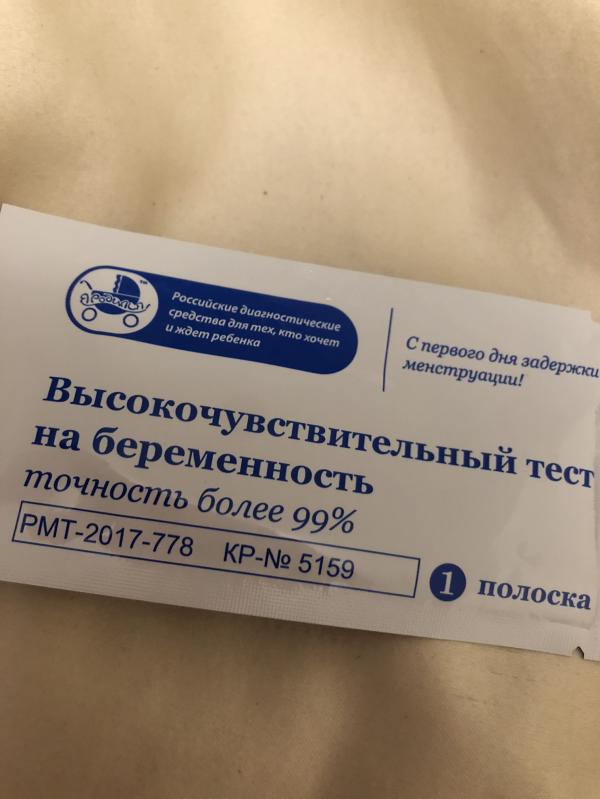 Я РОДИЛСЯ!
Российские диагностические
средства для тех, кто хочет
и ждет ребенка
С первого дня задержки
менструации!
Высокочувствительный тест
на беременность
точность более 99%
РМТ-2017-778 КР-№ 5159
1 полоска